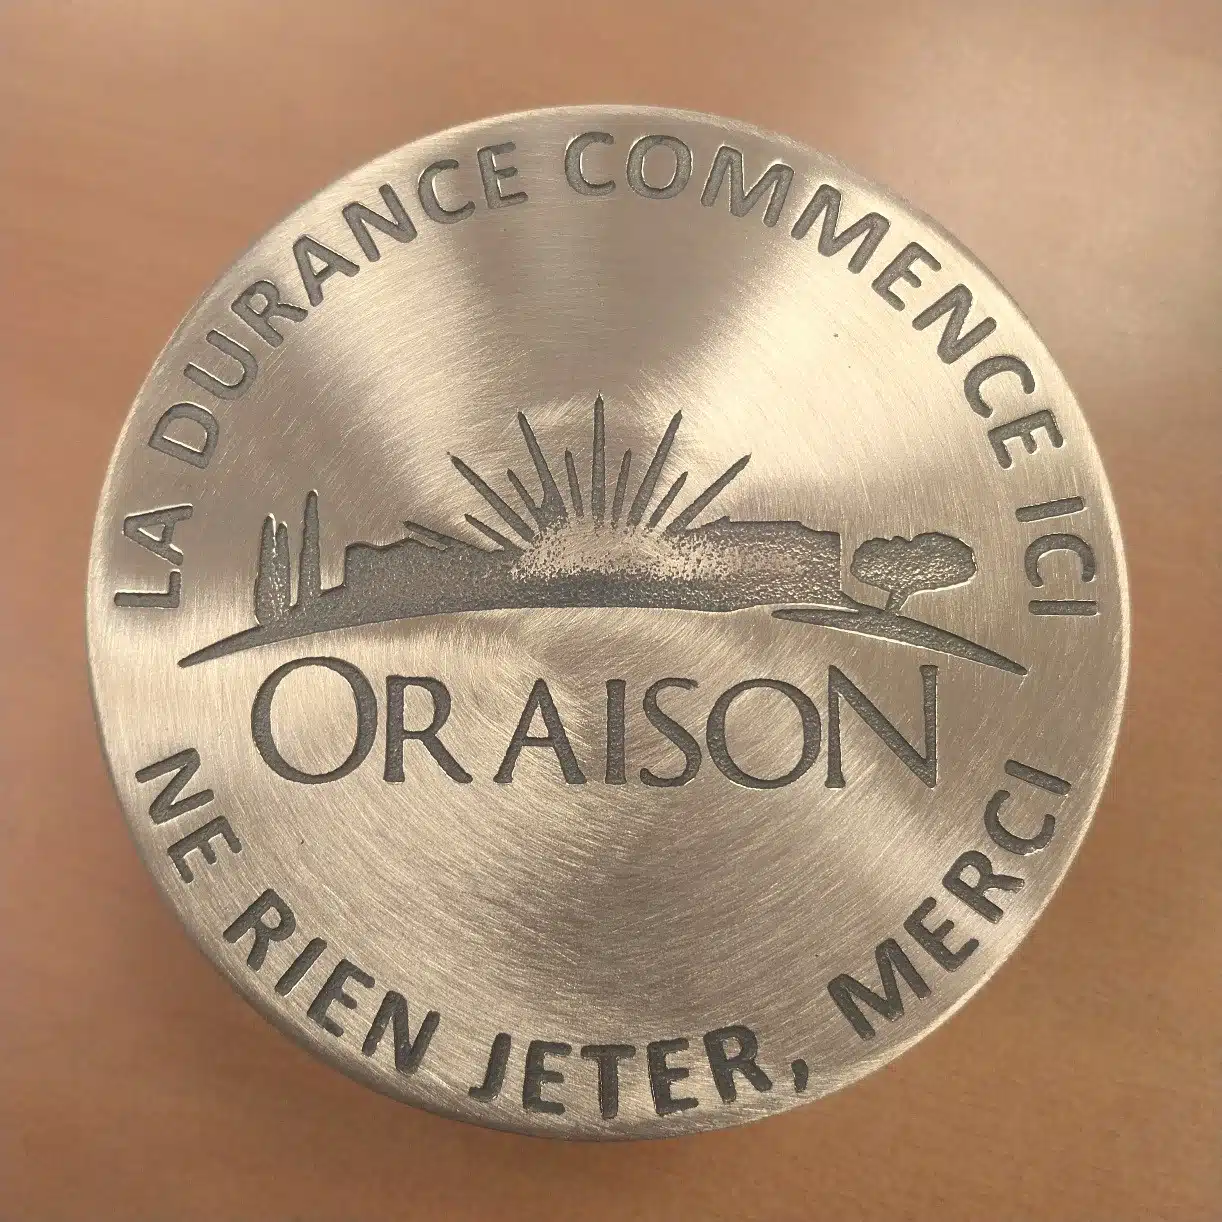 LA DURANCE COMMENCE ICI
ORAISON
NE RIEN JETER, MERCI